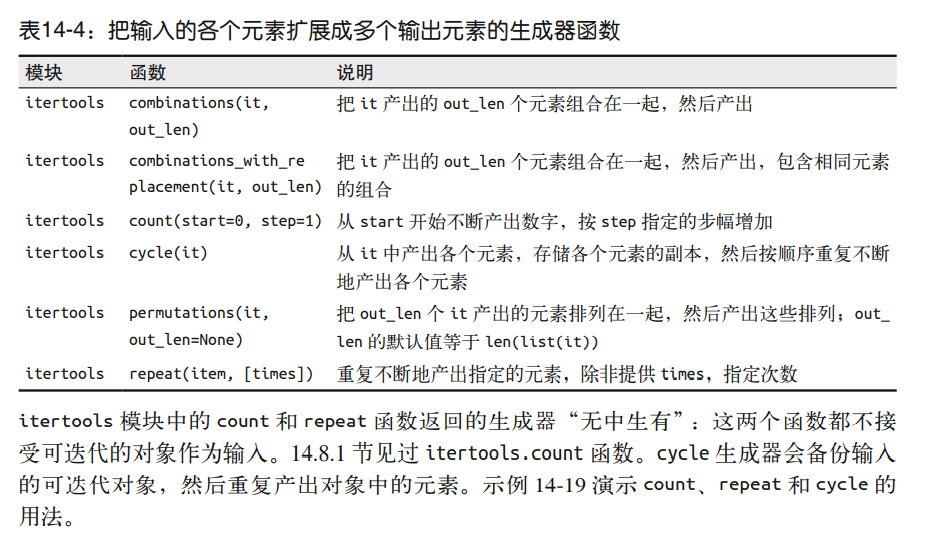 表14-4：把输入的各个元素扩展成多个输出元素的生成器函数
模块 函数 说明
itertools combinations(it, 把 it 产出的 out_len 个元素组合在一起，然后产出
out_len)
itertools combinations_with_re 把 it 产出的 out_len 个元素组合在一起，然后产出，包含相同元素
placement(it, out_len) 的组合
itertools count(start=0, step=1) 从 start 开始不断产出数字，按 step 指定的步幅增加
itertools cycle(it) 从 it 中产出各个元素，存储各个元素的副本，然后按顺序重复不断
地产出各个元素
itertools permutations(it, 把 out_len 个 it 产出的元素排列在一起，然后产出这些排列；out_
out_len=None) len 的默认值等于 len(list(it))
itertools repeat(item, [times]) 重复不断地产出指定的元素，除非提供 times，指定次数
itertools 模块中的 count 和 repeat 函数返回的生成器“无中生有”：这两个函数都不接
受可迭代的对象作为输入。14.8.1 节见过 itertools.count 函数。cycle 生成器会备份输入
的可迭代对象，然后重复产出对象中的元素。示例 14-19 演示 count、repeat 和 cycle 的
用法。